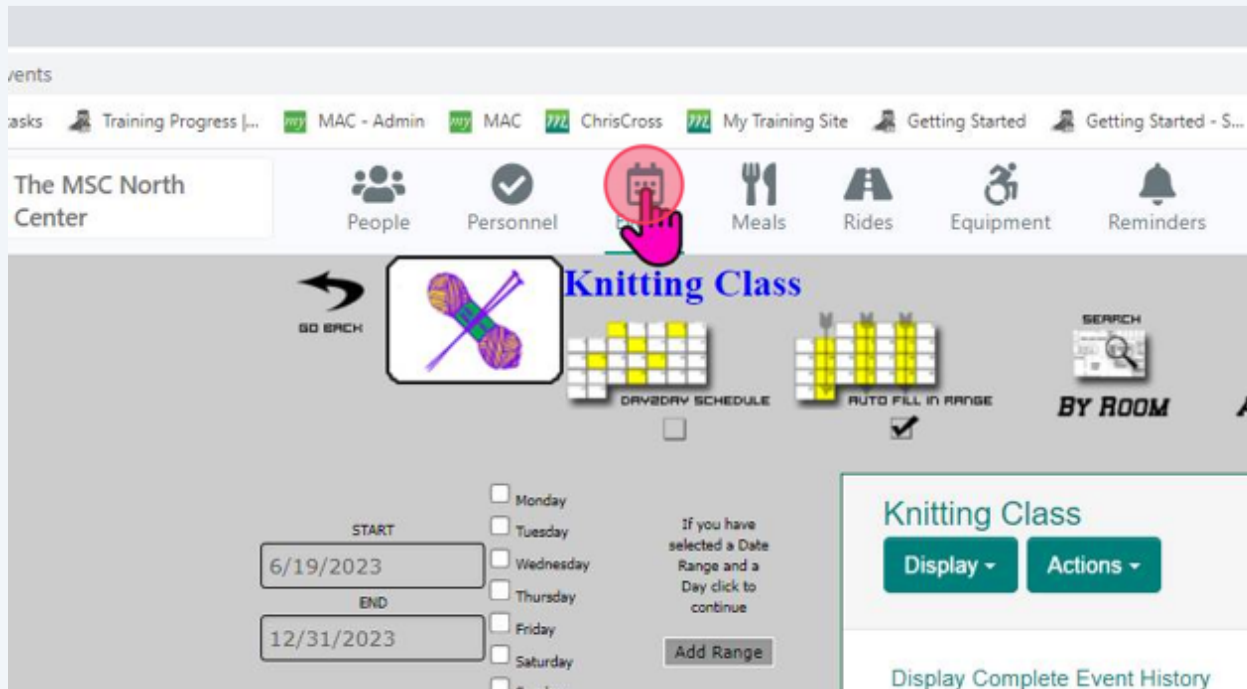 vents
asks
Training Progress |...
MAC - Admin
MAC
ChrisCross
My Training Site
Getting Started
Getting Started - S...
The MSC North
Center
People
Personnel
Meals
Rides
Equipment
Reminders
Knitting Class
GO BACK
DAY2DAY SCHEDULE
AUTO FILL IN RANGE
SEARCH
BY ROOM
START
6/19/2023
END
12/31/2023
Monday
Tuesday
Wednesday
Thursday
Friday
Saturday
If you have
selected a Date
Range and a
Day click to
continue
Add Range
Knitting Class
Display
Actions
Display Complete Event History